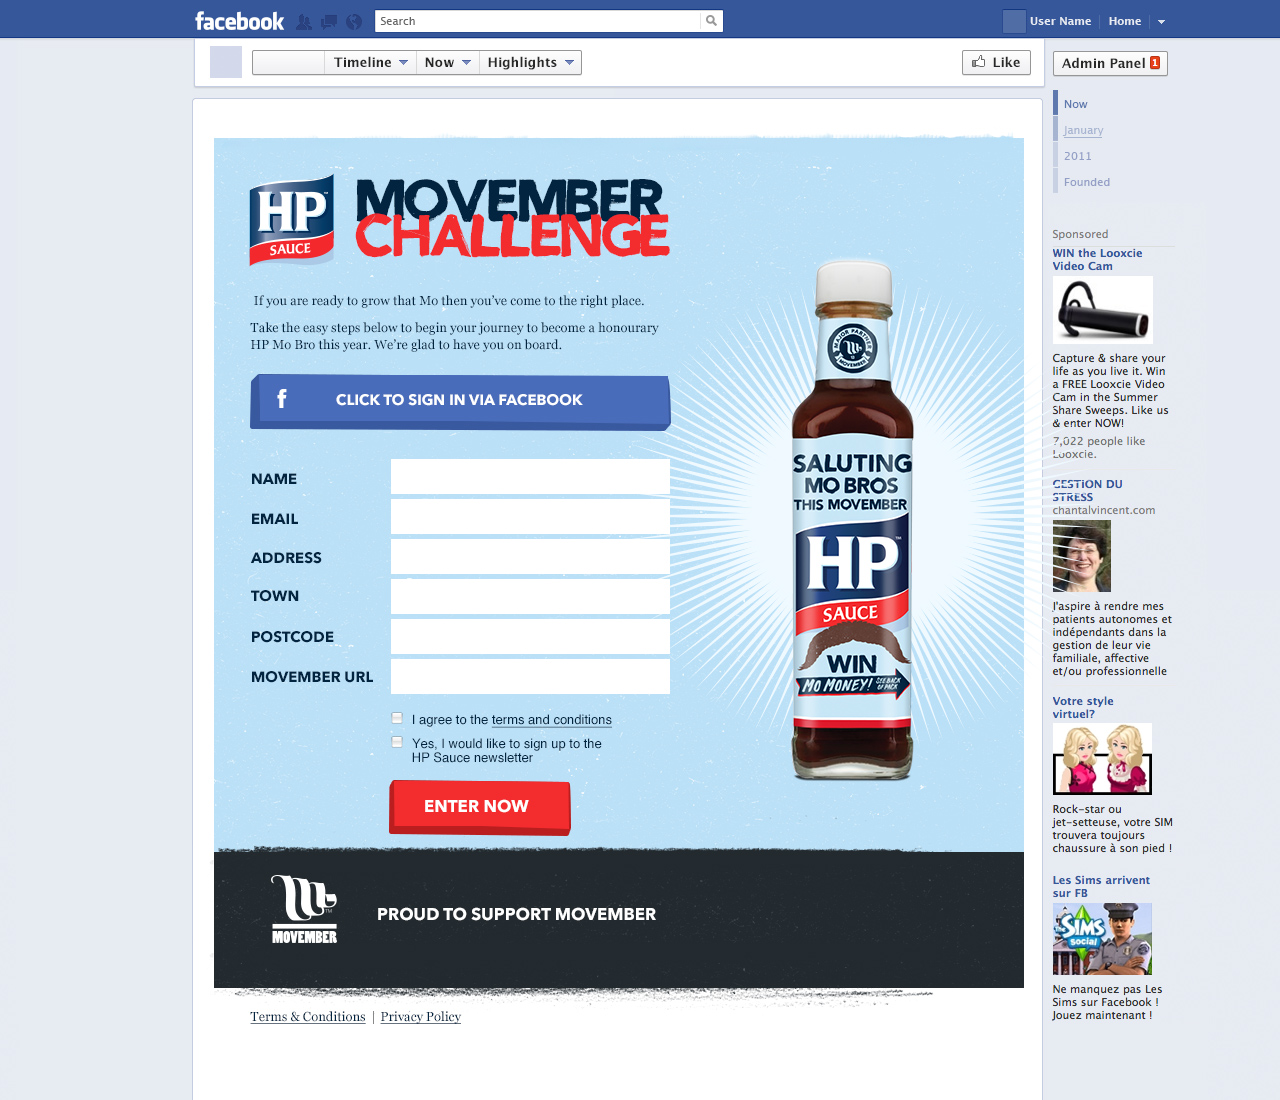 facebook
Search
User Name
Home
Timeline
Now
Highlights
Like
Admin Panel 1
Now
January
2011
Founded
HP
SAUCE
MOVEMBER
CHALLENGE
If you are ready to grow that Mo then you've come to the right place.
Take the easy steps below to begin your journey to become a honourary
HP Mo Bro this year. We're glad to have you on board.
f CLICK TO SIGN IN VIA FACEBOOK
NAME
EMAIL
ADDRESS
TOWN
POSTCODE
MOVEMBER URL
I agree to the terms and conditions
Yes, I would like to sign up to the
HP Sauce newsletter
ENTER NOW
MAJOR PARTNER
MOVEMBER
SALUTING
MO BROS
THIS MOVEMBER
HP
SAUCE
WIN
MO MONEY! SEE BACK
OF PACK
MOVEMBER
PROUD TO SUPPORT MOVEMBER
Terms & Conditions | Privacy Policy
Sponsored
WIN the Looxcie
Video Cam
Capture & share your
life as you live it. Win
a FREE Looxcie Video
Cam in the Summer
Share Sweeps. Like us
& enter NOW!
7,022 people like
Looxcie.
GESTION DU
STRESS
chantalvincent.com
J'aspire à rendre mes
patients autonomes et
indépendants dans la
gestion de leur vie
familiale, affective
et/ou professionnelle
Votre style
virtuel?
Rock-star ou
jet-setteuse, votre SIM
trouvera toujours
chaussure à son pied !
Les Sims arrivent
sur FB
The SIMS
social
Ne manquez pas Les
Sims sur Facebook !
Jouez maintenant !